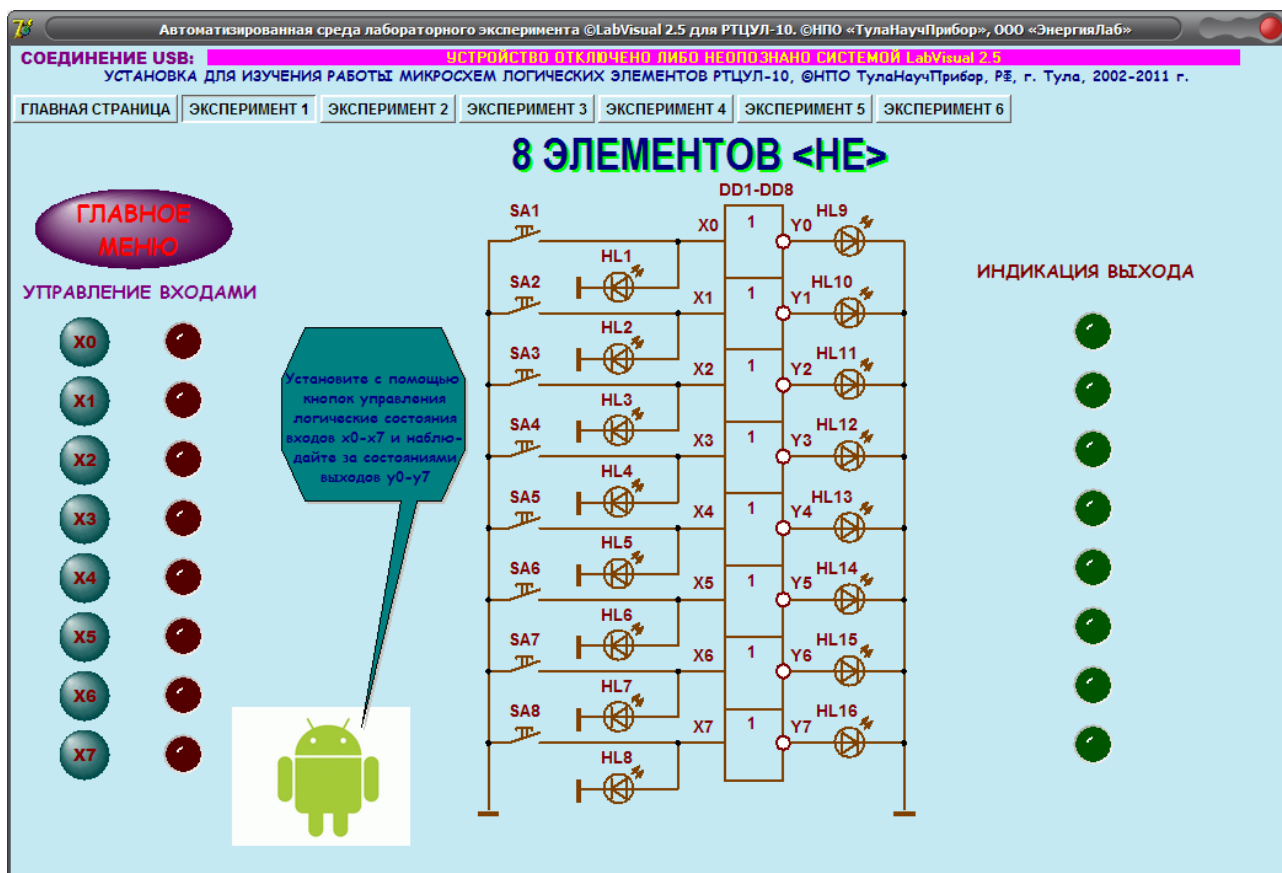 Автоматизированная среда лабораторного эксперимента ©LabVisual 2.5 для РТЦУЛ-10. ©НПО «ТулаНаучПрибор», ООО «ЭнергияЛаб»
СОЕДИНЕНИЕ USB: УСТРОЙСТВО ОТКЛЮЧЕНО ЛИБО НЕОПОЗНАНО СИСТЕМОЙ LabVisual 2.5
УСТАНОВКА ДЛЯ ИЗУЧЕНИЯ РАБОТЫ МИКРОСХЕМ ЛОГИЧЕСКИХ ЭЛЕМЕНТОВ РТЦУЛ-10, ©НПО ТулаНаучПрибор, РФ, г. Тула, 2002-2011 г.
ГЛАВНАЯ СТРАНИЦА ЭКСПЕРИМЕНТ 1 ЭКСПЕРИМЕНТ 2 ЭКСПЕРИМЕНТ 3 ЭКСПЕРИМЕНТ 4 ЭКСПЕРИМЕНТ 5 ЭКСПЕРИМЕНТ 6
8 ЭЛЕМЕНТОВ <НЕ>
ГЛАВНОЕ
МЕНЮ
УПРАВЛЕНИЕ ВХОДАМИ
X0
X1
X2
X3
X4
X5
X6
X7
Установите с помощью
кнопок управления
логические состояния
входов x0-x7 и наблю-
дайте за состояниями
выходов y0-y7
DD1-DD8
SA1 X0 1 Y0 HL9
HL1
SA2 X1 1 Y1 HL10
HL2
SA3 X2 1 Y2 HL11
HL3
SA4 X3 1 Y3 HL12
HL4
SA5 X4 1 Y4 HL13
HL5
SA6 X5 1 Y5 HL14
HL6
SA7 X6 1 Y6 HL15
HL7
SA8 X7 1 Y7 HL16
HL8
ИНДИКАЦИЯ ВЫХОДА